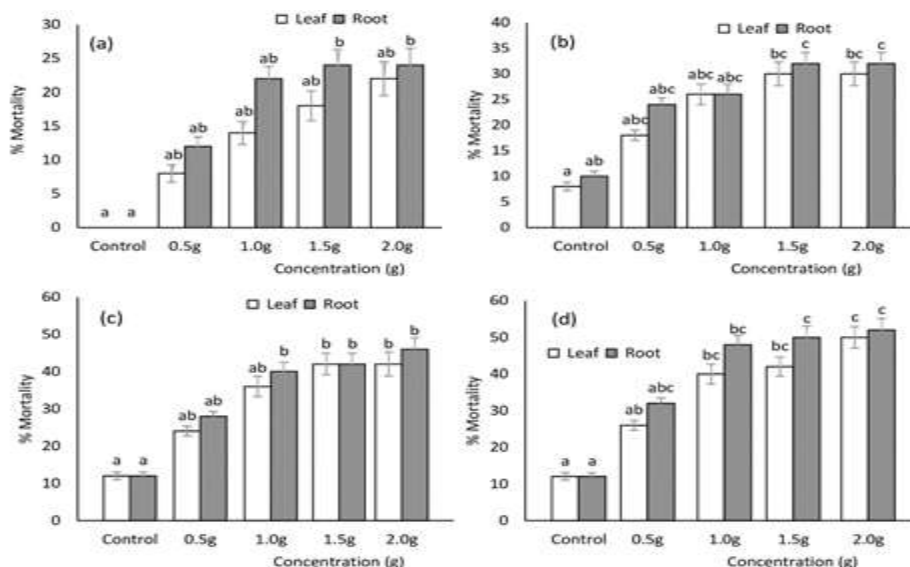 (a)
Leaf Root
% Mortality
30
25
20
15
10
5
0
a a
ab ab
ab ab
ab b
ab b
Control 0.5g 1.0g 1.5g 2.0g
Concentration (g)
(b)
Leaf Root
% Mortality
40
35
30
25
20
15
10
5
0
a ab
abc abc
abc abc
bc c
bc c
Control 0.5g 1.0g 1.5g 2.0g
Concentration (g)
(c)
Leaf Root
% Mortality
60
50
40
30
20
10
0
a a
ab ab
ab b
b b
b b
Control 0.5g 1.0g 1.5g 2.0g
Concentration (g)
(d)
Leaf Root
% Mortality
60
50
40
30
20
10
0
a a
ab abc
bc bc
bc c
c c
Control 0.5g 1.0g 1.5g 2.0g
Concentration (g)